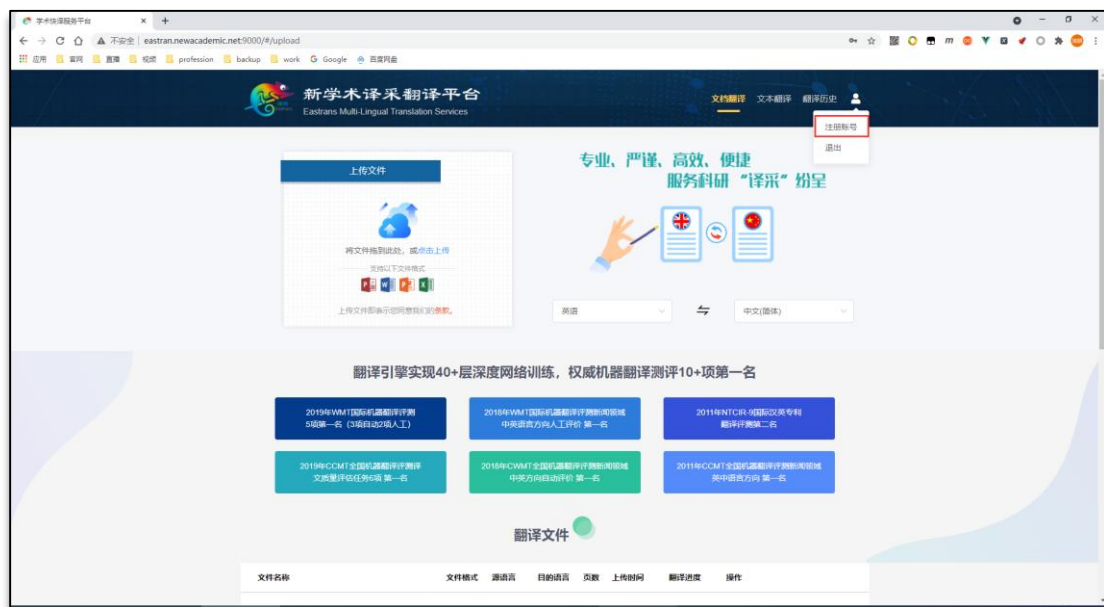 学术快译服务平台
不安全 eastran.newacademic.net:9000/#/upload
应用 官网 直播 视频 profession backup work G Google 百度网盘
新学术译采翻译平台
Eastrans Multi-Lingual Translation Services
文档翻译 文本翻译 翻译历史
注册账号
退出
上传文件
将文件拖到此处，或点击上传
支持以下文件格式
P W P X
上传文件即表示您同意我们的条款。
专业、严谨、高效、便捷
服务科研“译采”纷呈
英语
中文(简体)
翻译引擎实现40+层深度网络训练，权威机器翻译测评10+项第一名
2019年WMT国际机器翻译评测
5项第一名（3项自动2项人工）
2018年WMT国际机器翻译评测新闻领域
中英语言方向人工评价 第一名
2011年NTCIR-9国际汉英专利
翻译评测第二名
2019年CCMT全国机器翻译评测译
文质量评估任务6项 第一名
2018年CWMT全国机器翻译评测新闻领域
中英方向自动评价 第一名
2011年CCMT全国机器翻译评测新闻领域
英中语言方向 第一名
翻译文件
文件名称 文件格式 源语言 目的语言 页数 上传时间 翻译进度 操作